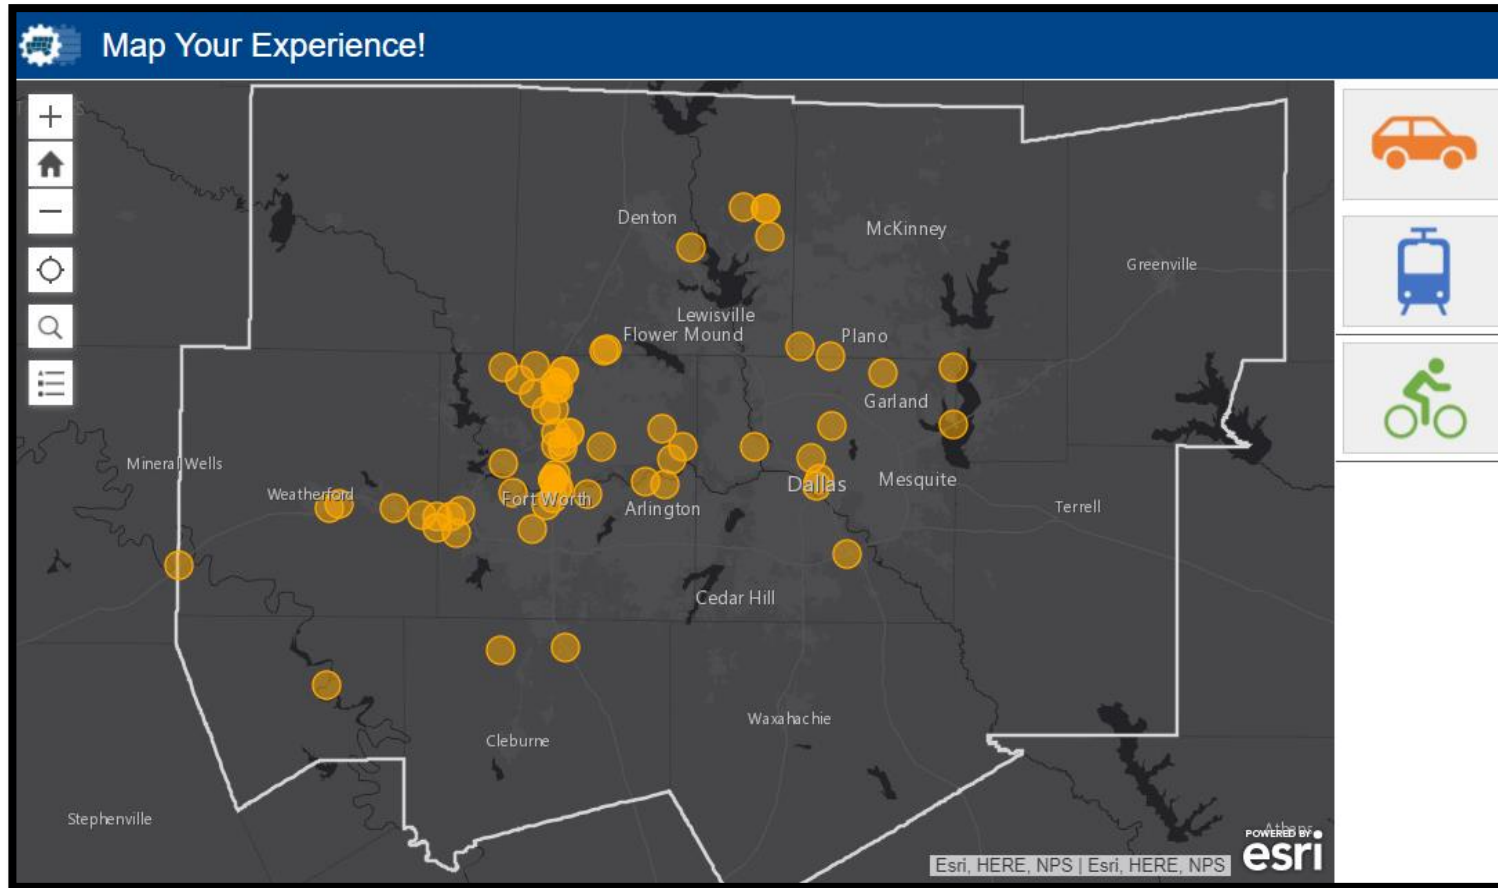 Map Your Experience!
Denton
McKinney
Greenville
Lewisville
Flower Mound
Plano
Garland
Mineral Wells
Weatherford
Fort Worth
Arlington
Dallas
Mesquite
Terrell
Cedar Hill
Waxahachie
Cleburne
Stephenville
Athens
POWERED BY
esri
Esri, HERE, NPS | Esri, HERE, NPS